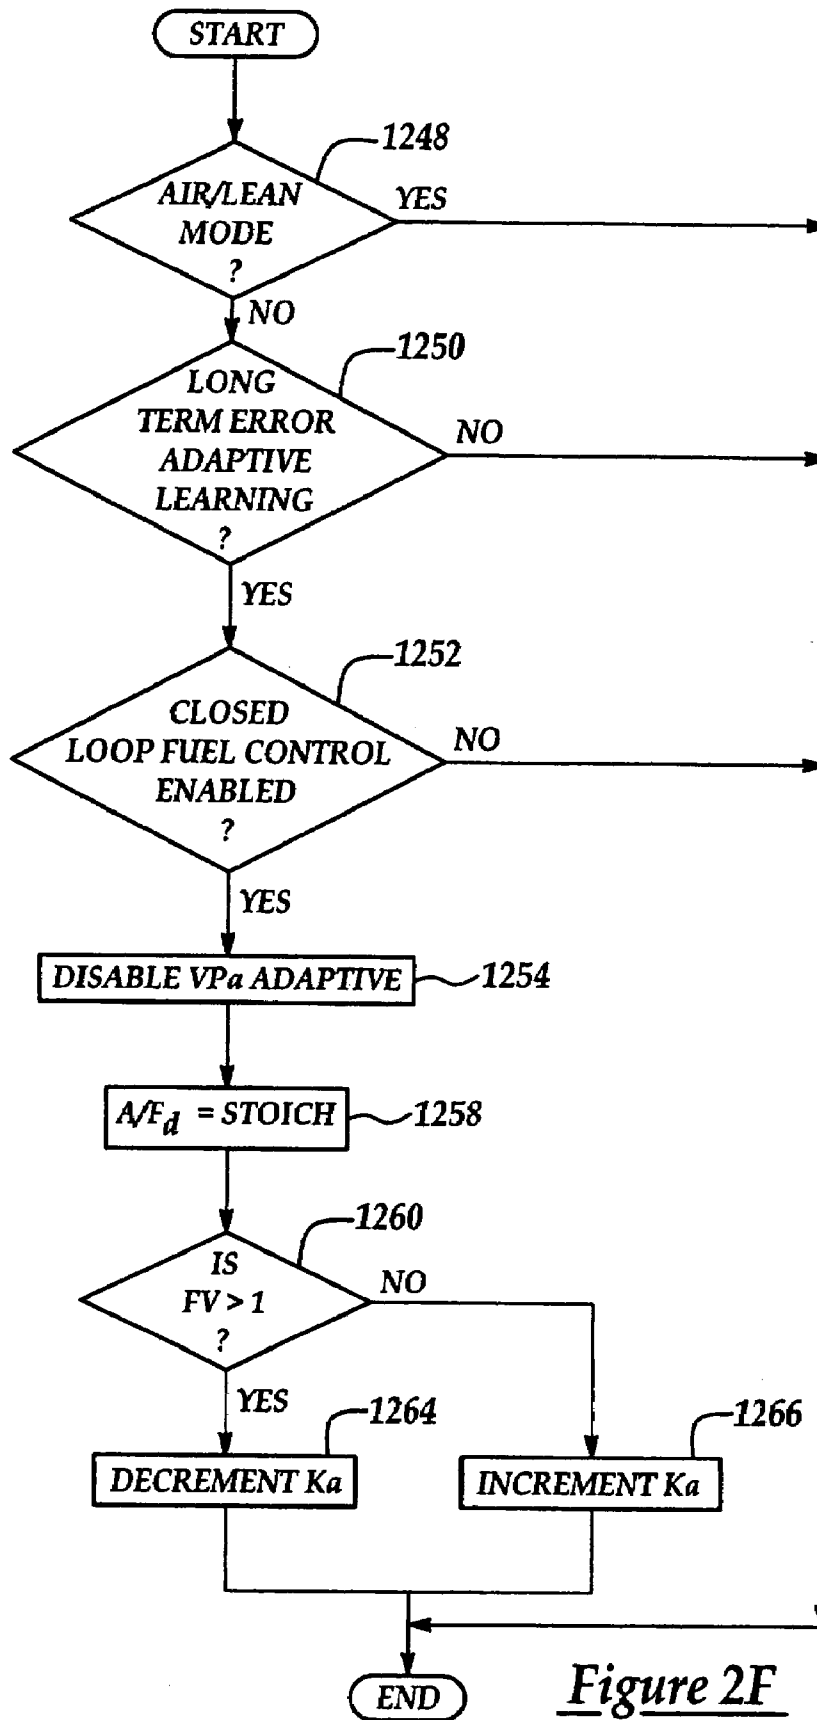 START
1248
AIR/LEAN
MODE
?
YES
NO
1250
LONG
TERM ERROR
ADAPTIVE
LEARNING
?
NO
YES
1252
CLOSED
LOOP FUEL CONTROL
ENABLED
?
NO
YES
DISABLE VPa ADAPTIVE
1254
A/Fd = STOICH
1258
1260
IS
FV > 1
?
NO
YES
1264
1266
DECREMENT Ka
INCREMENT Ka
END
Figure 2F